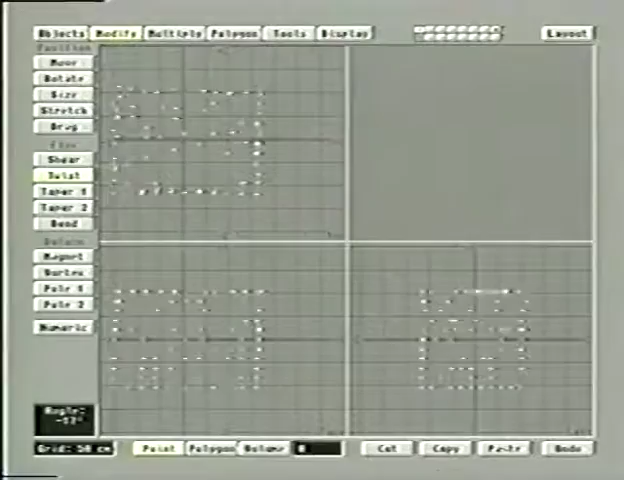 Objects Modify Multiple Polygon Tools Display Layout
Position
Move
Rotate
Size
Stretch
Drag
Shear
Twist
Taper 1
Taper 2
Bend
Deform
Magnet
Vortex
Pole 1
Pole 2
Numeric
Angle:
Grid: 50 cm Point Polygon Volume 0 Cut Copy Paste Undo